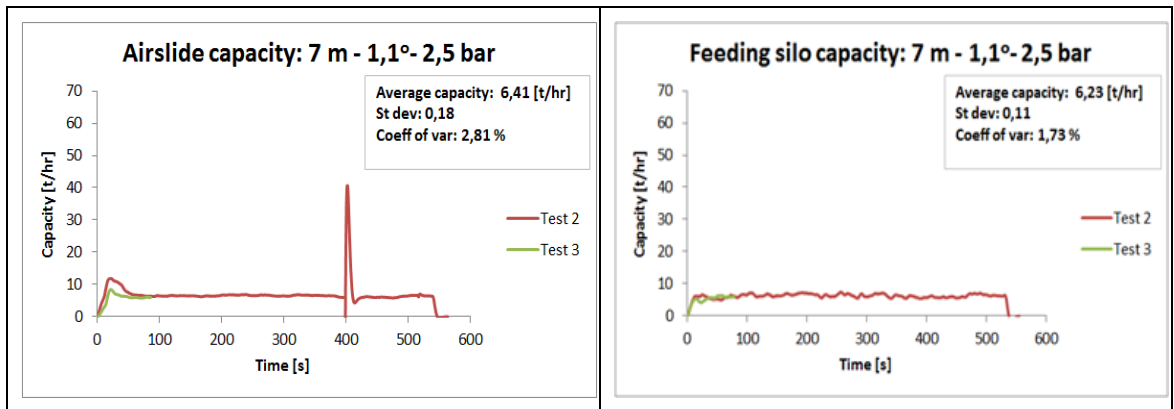 Airslide capacity: 7 m - 1,1°- 2,5 bar
Average capacity: 6,41 [t/hr]
St dev: 0,18
Coeff of var: 2,81 %
Capacity [t/hr]
70
60
50
40
30
20
10
0
0 100 200 300 400 500 600
Time [s]
Test 2
Test 3
Feeding silo capacity: 7 m - 1,1°- 2,5 bar
Average capacity: 6,23 [t/hr]
St dev: 0,11
Coeff of var: 1,73 %
Capacity [t/hr]
70
60
50
40
30
20
10
0
0 100 200 300 400 500 600
Time [s]
Test 2
Test 3